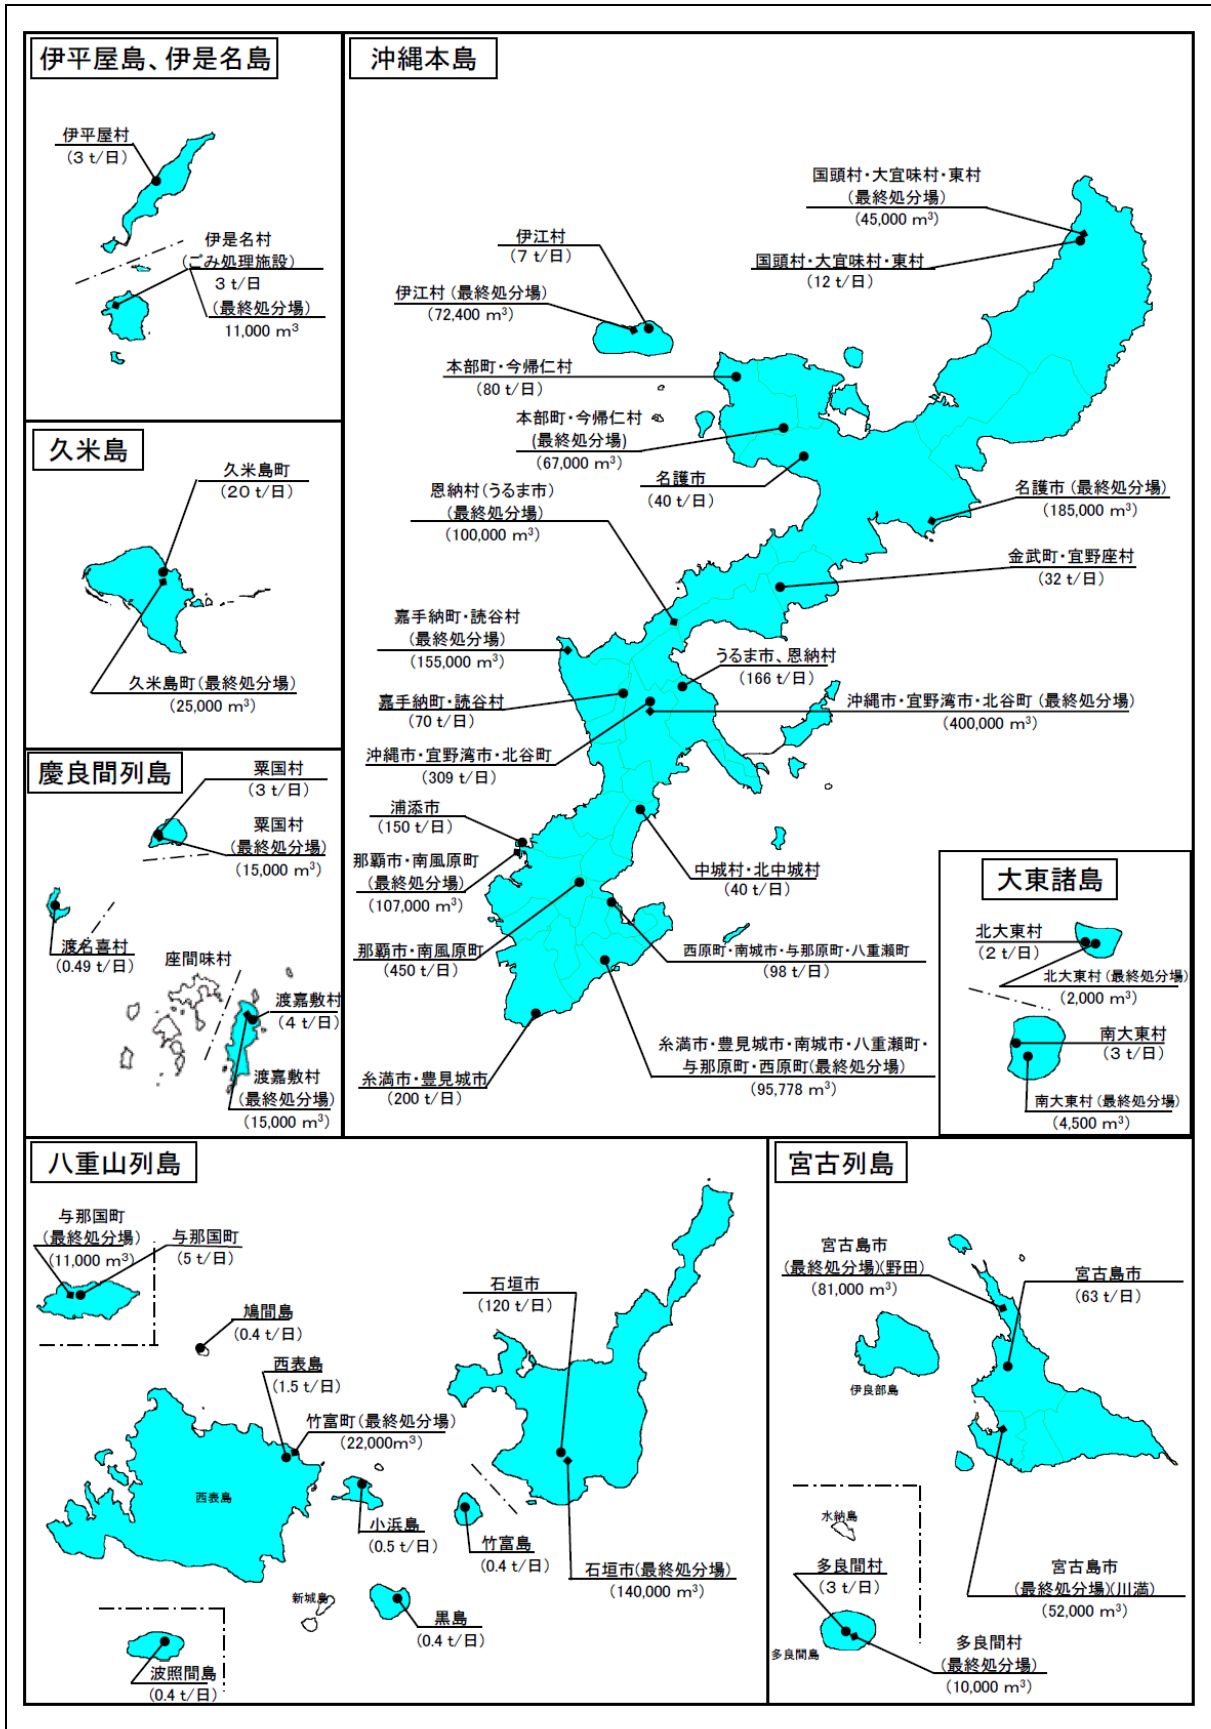 伊平屋島、伊是名島
伊平屋村
(3 t/日)
伊是名村
(ごみ処理施設)
3 t/日
(最終処分場)
11,000 m³
久米島
久米島町
(20 t/日)
久米島町(最終処分場)
(25,000 m³)
慶良間列島
粟国村
(3 t/日)
粟国村
(最終処分場)
(15,000 m³)
渡名喜村
(0.49 t/日)
座間味村
渡嘉敷村
(4 t/日)
渡嘉敷村
(最終処分場)
(15,000 m³)
沖縄本島
国頭村・大宜味村・東村
(最終処分場)
(45,000 m³)
国頭村・大宜味村・東村
(12 t/日)
伊江村
(7 t/日)
伊江村(最終処分場)
(72,400 m³)
本部町・今帰仁村
(80 t/日)
本部町・今帰仁村
(最終処分場)
(67,000 m³)
名護市
(40 t/日)
恩納村(うるま市)
(最終処分場)
(100,000 m³)
名護市(最終処分場)
(185,000 m³)
金武町・宜野座村
(32 t/日)
嘉手納町・読谷村
(最終処分場)
(155,000 m³)
うるま市、恩納村
(166 t/日)
嘉手納町・読谷村
(70 t/日)
沖縄市・宜野湾市・北谷町(最終処分場)
(400,000 m³)
沖縄市・宜野湾市・北谷町
(309 t/日)
浦添市
(150 t/日)
那覇市・南風原町
(最終処分場)
(107,000 m³)
中城村・北中城村
(40 t/日)
那覇市・南風原町
(450 t/日)
西原町・南城市・与那原町・八重瀬町
(98 t/日)
糸満市・豊見城市・南城市・八重瀬町・
与那原町・西原町(最終処分場)
(95,778 m³)
糸満市・豊見城市
(200 t/日)
大東諸島
北大東村
(2 t/日)
北大東村(最終処分場)
(2,000 m³)
南大東村
(3 t/日)
南大東村(最終処分場)
(4,500 m³)
八重山列島
与那国町
(最終処分場)
(11,000 m³)
与那国町
(5 t/日)
鳩間島
(0.4 t/日)
西表島
(1.5 t/日)
竹富町(最終処分場)
(22,000m³)
西表島
石垣市
(120 t/日)
小浜島
(0.5 t/日)
竹富島
(0.4 t/日)
石垣市(最終処分場)
(140,000 m³)
新城島
黒島
(0.4 t/日)
波照間島
(0.4 t/日)
宮古列島
宮古島市
(最終処分場)(野田)
(81,000 m³)
宮古島市
(63 t/日)
伊良部島
水納島
多良間村
(3 t/日)
多良間島
宮古島市
(最終処分場)(川満)
(52,000 m³)
多良間村
(最終処分場)
(10,000 m³)